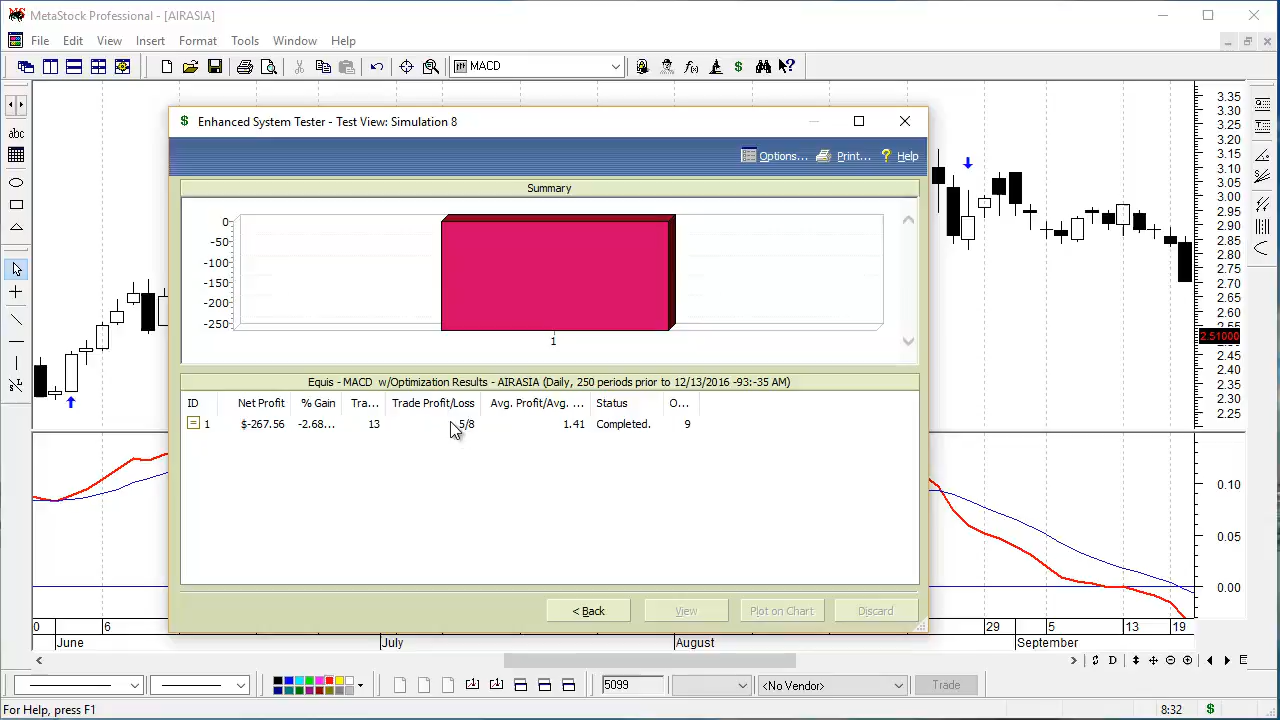 MetaStock Professional - [AIRASIA]
File Edit View Insert Format Tools Window Help
MACD
abc
Enhanced System Tester - Test View: Simulation 8
Options... Print... Help
Summary
0
-50
-100
-150
-200
-250
1
Equis - MACD w/Optimization Results - AIRASIA (Daily, 250 periods prior to 12/13/2016 -93:-35 AM)
ID Net Profit % Gain Tra... Trade Profit/Loss Avg. Profit/Avg. ... Status O...
1 $-267.56 -2.68... 13 5/8 1.41 Completed. 9
< Back View Plot on Chart Discard
3.35
3.30
3.25
3.20
3.15
3.10
3.05
3.00
2.95
2.90
2.85
2.80
2.75
2.70
2.65
2.60
2.55
2.51000
2.45
2.40
2.35
2.30
2.25
0.10
0.05
0.00
0 6 29 5 13 19
June July August September
5099 <No Vendor> Trade
For Help, press F1 8:32